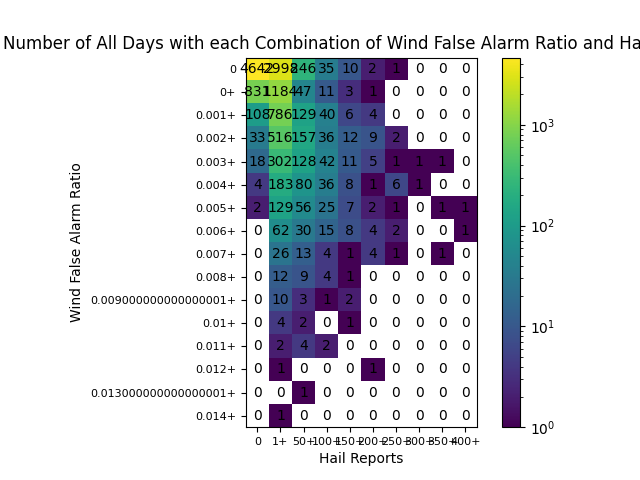 Number of All Days with each Combination of Wind False Alarm Ratio and Ha
Wind False Alarm Ratio
0 4642 2998 246 35 10 2 1 0 0 0
0+ 831 1184 47 11 3 1 0 0 0 0
0.001+ 108 786 129 40 6 4 0 0 0 0
0.002+ 33 516 157 36 12 9 2 0 0 0
0.003+ 18 302 128 42 11 5 1 1 1 0
0.004+ 4 183 80 36 8 1 6 1 0 0
0.005+ 2 129 56 25 7 2 1 0 1 1
0.006+ 0 62 30 15 8 4 2 0 0 1
0.007+ 0 26 13 4 1 4 1 0 1 0
0.008+ 0 12 9 4 1 0 0 0 0 0
0.009000000000000001+ 0 10 3 1 2 0 0 0 0 0
0.01+ 0 4 2 0 1 0 0 0 0 0
0.011+ 0 2 4 2 0 0 0 0 0 0
0.012+ 0 1 0 0 0 1 0 0 0 0
0.013000000000000001+ 0 0 1 0 0 0 0 0 0 0
0.014+ 0 1 0 0 0 0 0 0 0 0
0 1+ 50+ 100+ 150+ 200+ 250+ 300+ 350+ 400+
Hail Reports
10³
10²
10¹
10⁰